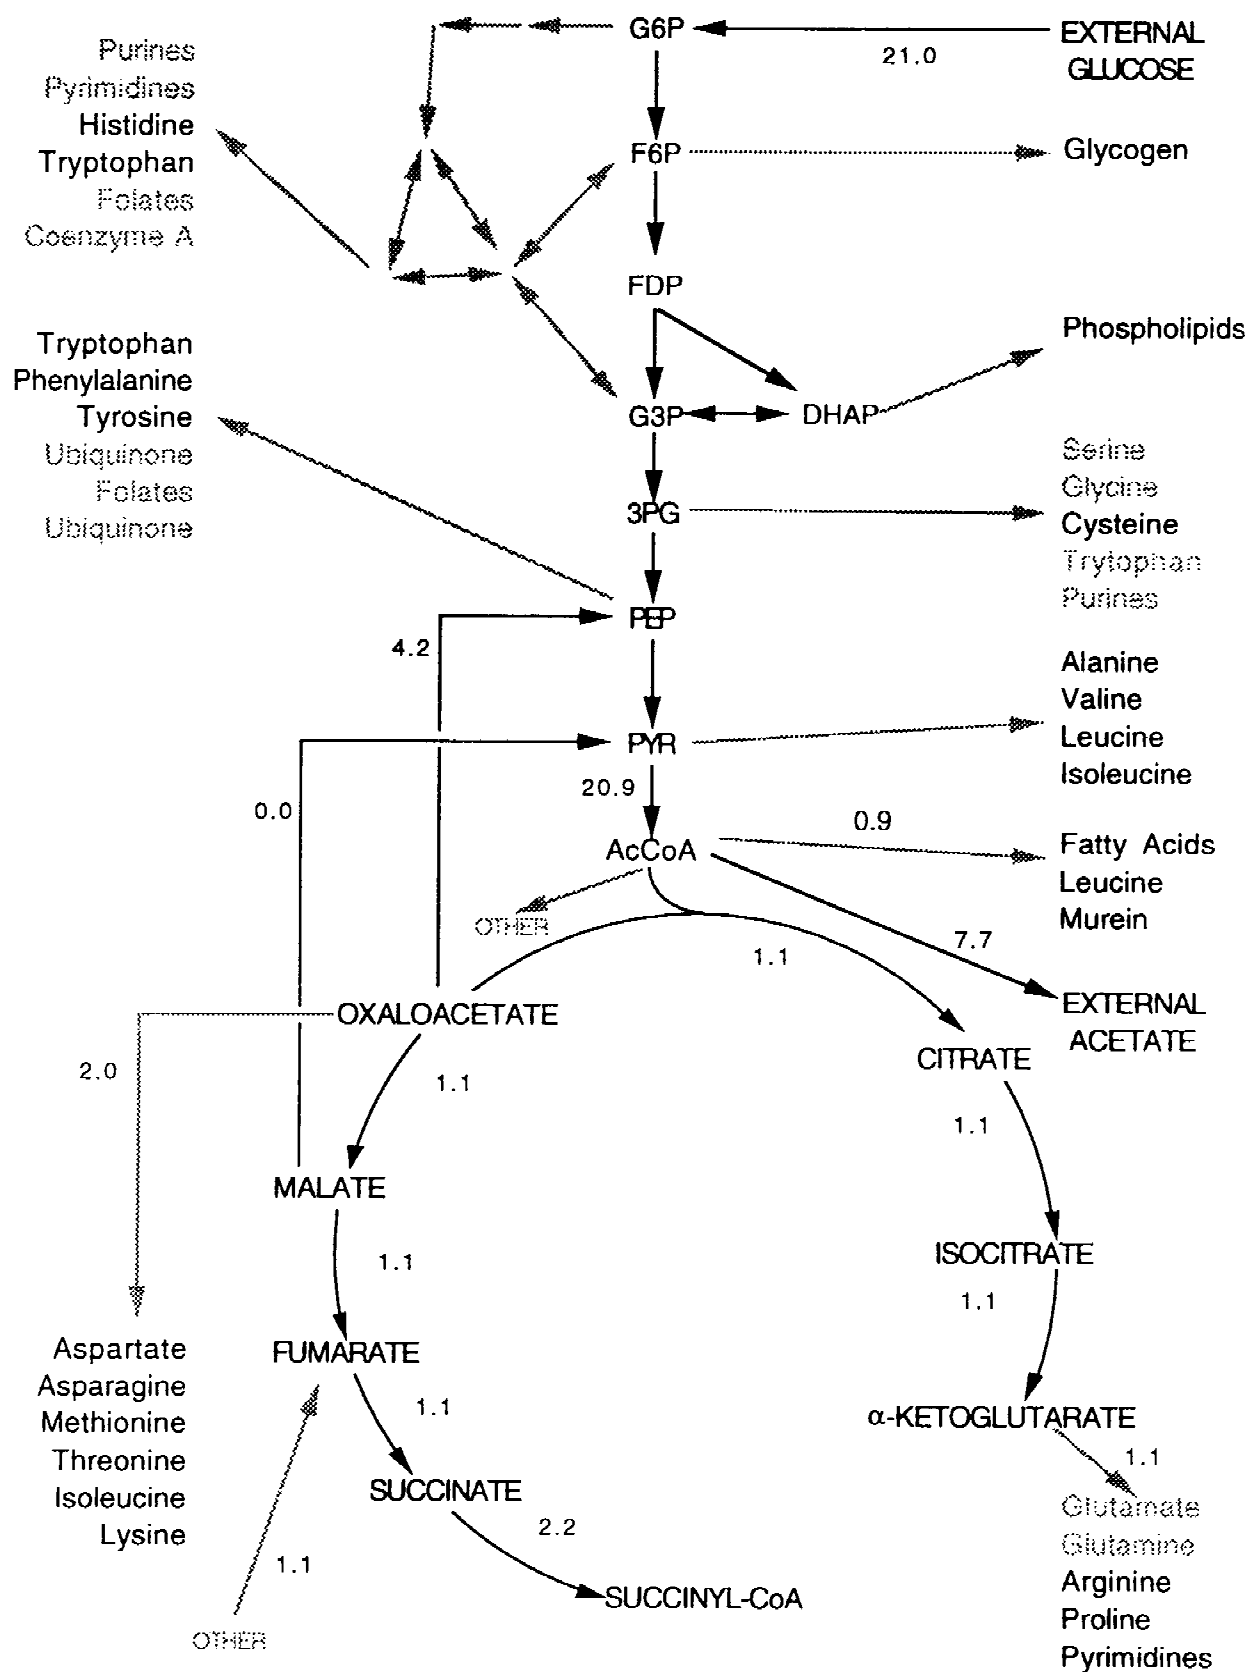 G6P
EXTERNAL
GLUCOSE
21.0
Purines
Pyrimidines
Histidine
Tryptophan
Folates
Coenzyme A
F6P
Glycogen
FDP
Phospholipids
Tryptophan
Phenylalanine
Tyrosine
Ubiquinone
Folates
Ubiquinone
G3P
DHAP
Serine
Glycine
Cysteine
Trytophan
Purines
3PG
PEP
4.2
Alanine
Valine
Leucine
Isoleucine
PYR
20.9
0.0
AcCoA
0.9
Fatty Acids
Leucine
Murein
OTHER
7.7
1.1
EXTERNAL
ACETATE
OXALOACETATE
CITRATE
2.0
1.1
1.1
MALATE
1.1
ISOCITRATE
1.1
FUMARATE
Aspartate
Asparagine
Methionine
Threonine
Isoleucine
Lysine
1.1
α-KETOGLUTARATE
1.1
SUCCINATE
2.2
Glutamate
Glutamine
Arginine
Proline
Pyrimidines
1.1
SUCCINYL-CoA
OTHER